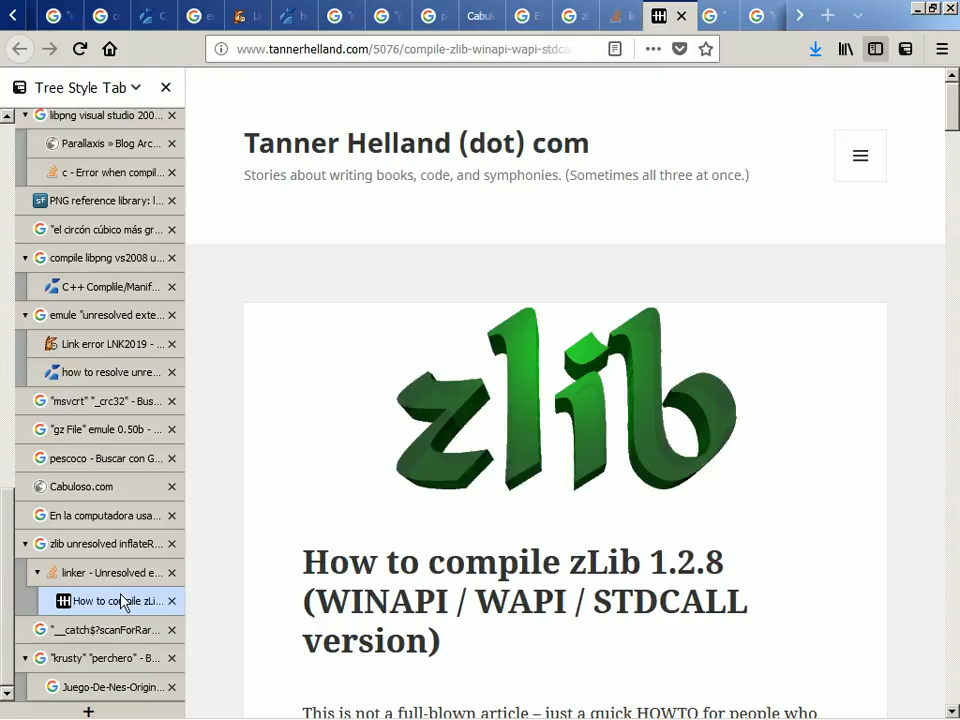 Cabul
www.tannerhelland.com/5076/compile-zlib-winapi-wapi-stdca
Tree Style Tab
libpng visual studio 200...
Parallaxis » Blog Arc...
c - Error when compil...
PNG reference library: l...
"el circón cúbico más gr...
compile libpng vs2008 u...
C++ Complile/Manif...
emule "unresolved exte...
Link error LNK2019 - ...
how to resolve unre...
"msvcrt" "_crc32" - Bus...
"gz File" emule 0.50b - ...
pescoco - Buscar con G...
Cabuloso.com
En la computadora usa...
zlib unresolved inflateR...
linker - Unresolved e...
How to compile zLi...
"__catch$?scanForRar...
"krusty" "perchero" - B...
Juego-De-Nes-Origin...
Tanner Helland (dot) com
Stories about writing books, code, and symphonies. (Sometimes all three at once.)
zlib
How to compile zLib 1.2.8
(WINAPI / WAPI / STDCALL
version)
This is not a full-blown article – just a quick HOWTO for people who